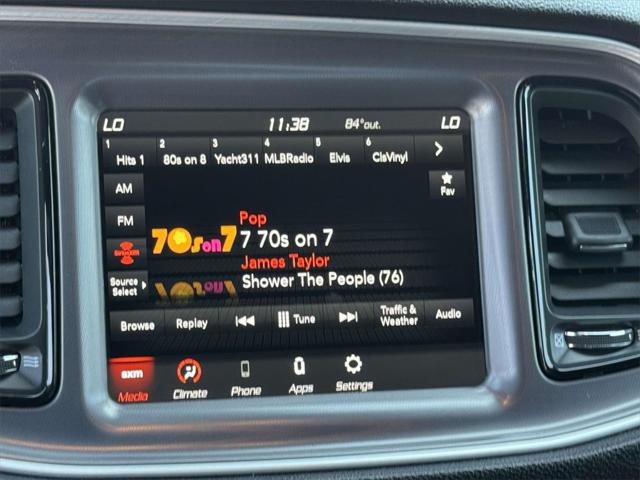 LO 11:38 84°out. LO
1 2 3 4 5 6
Hits 1 80s on 8 Yacht311 MLBRadio Elvis ClsVinyl
AM
Fav
FM
Pop
70s on 7 7 70s on 7
SIRIUSXM
James Taylor
Source Select
Shower The People (76)
Browse Replay Tune Traffic & Weather Audio
sxm
Media Climate Phone Apps Settings